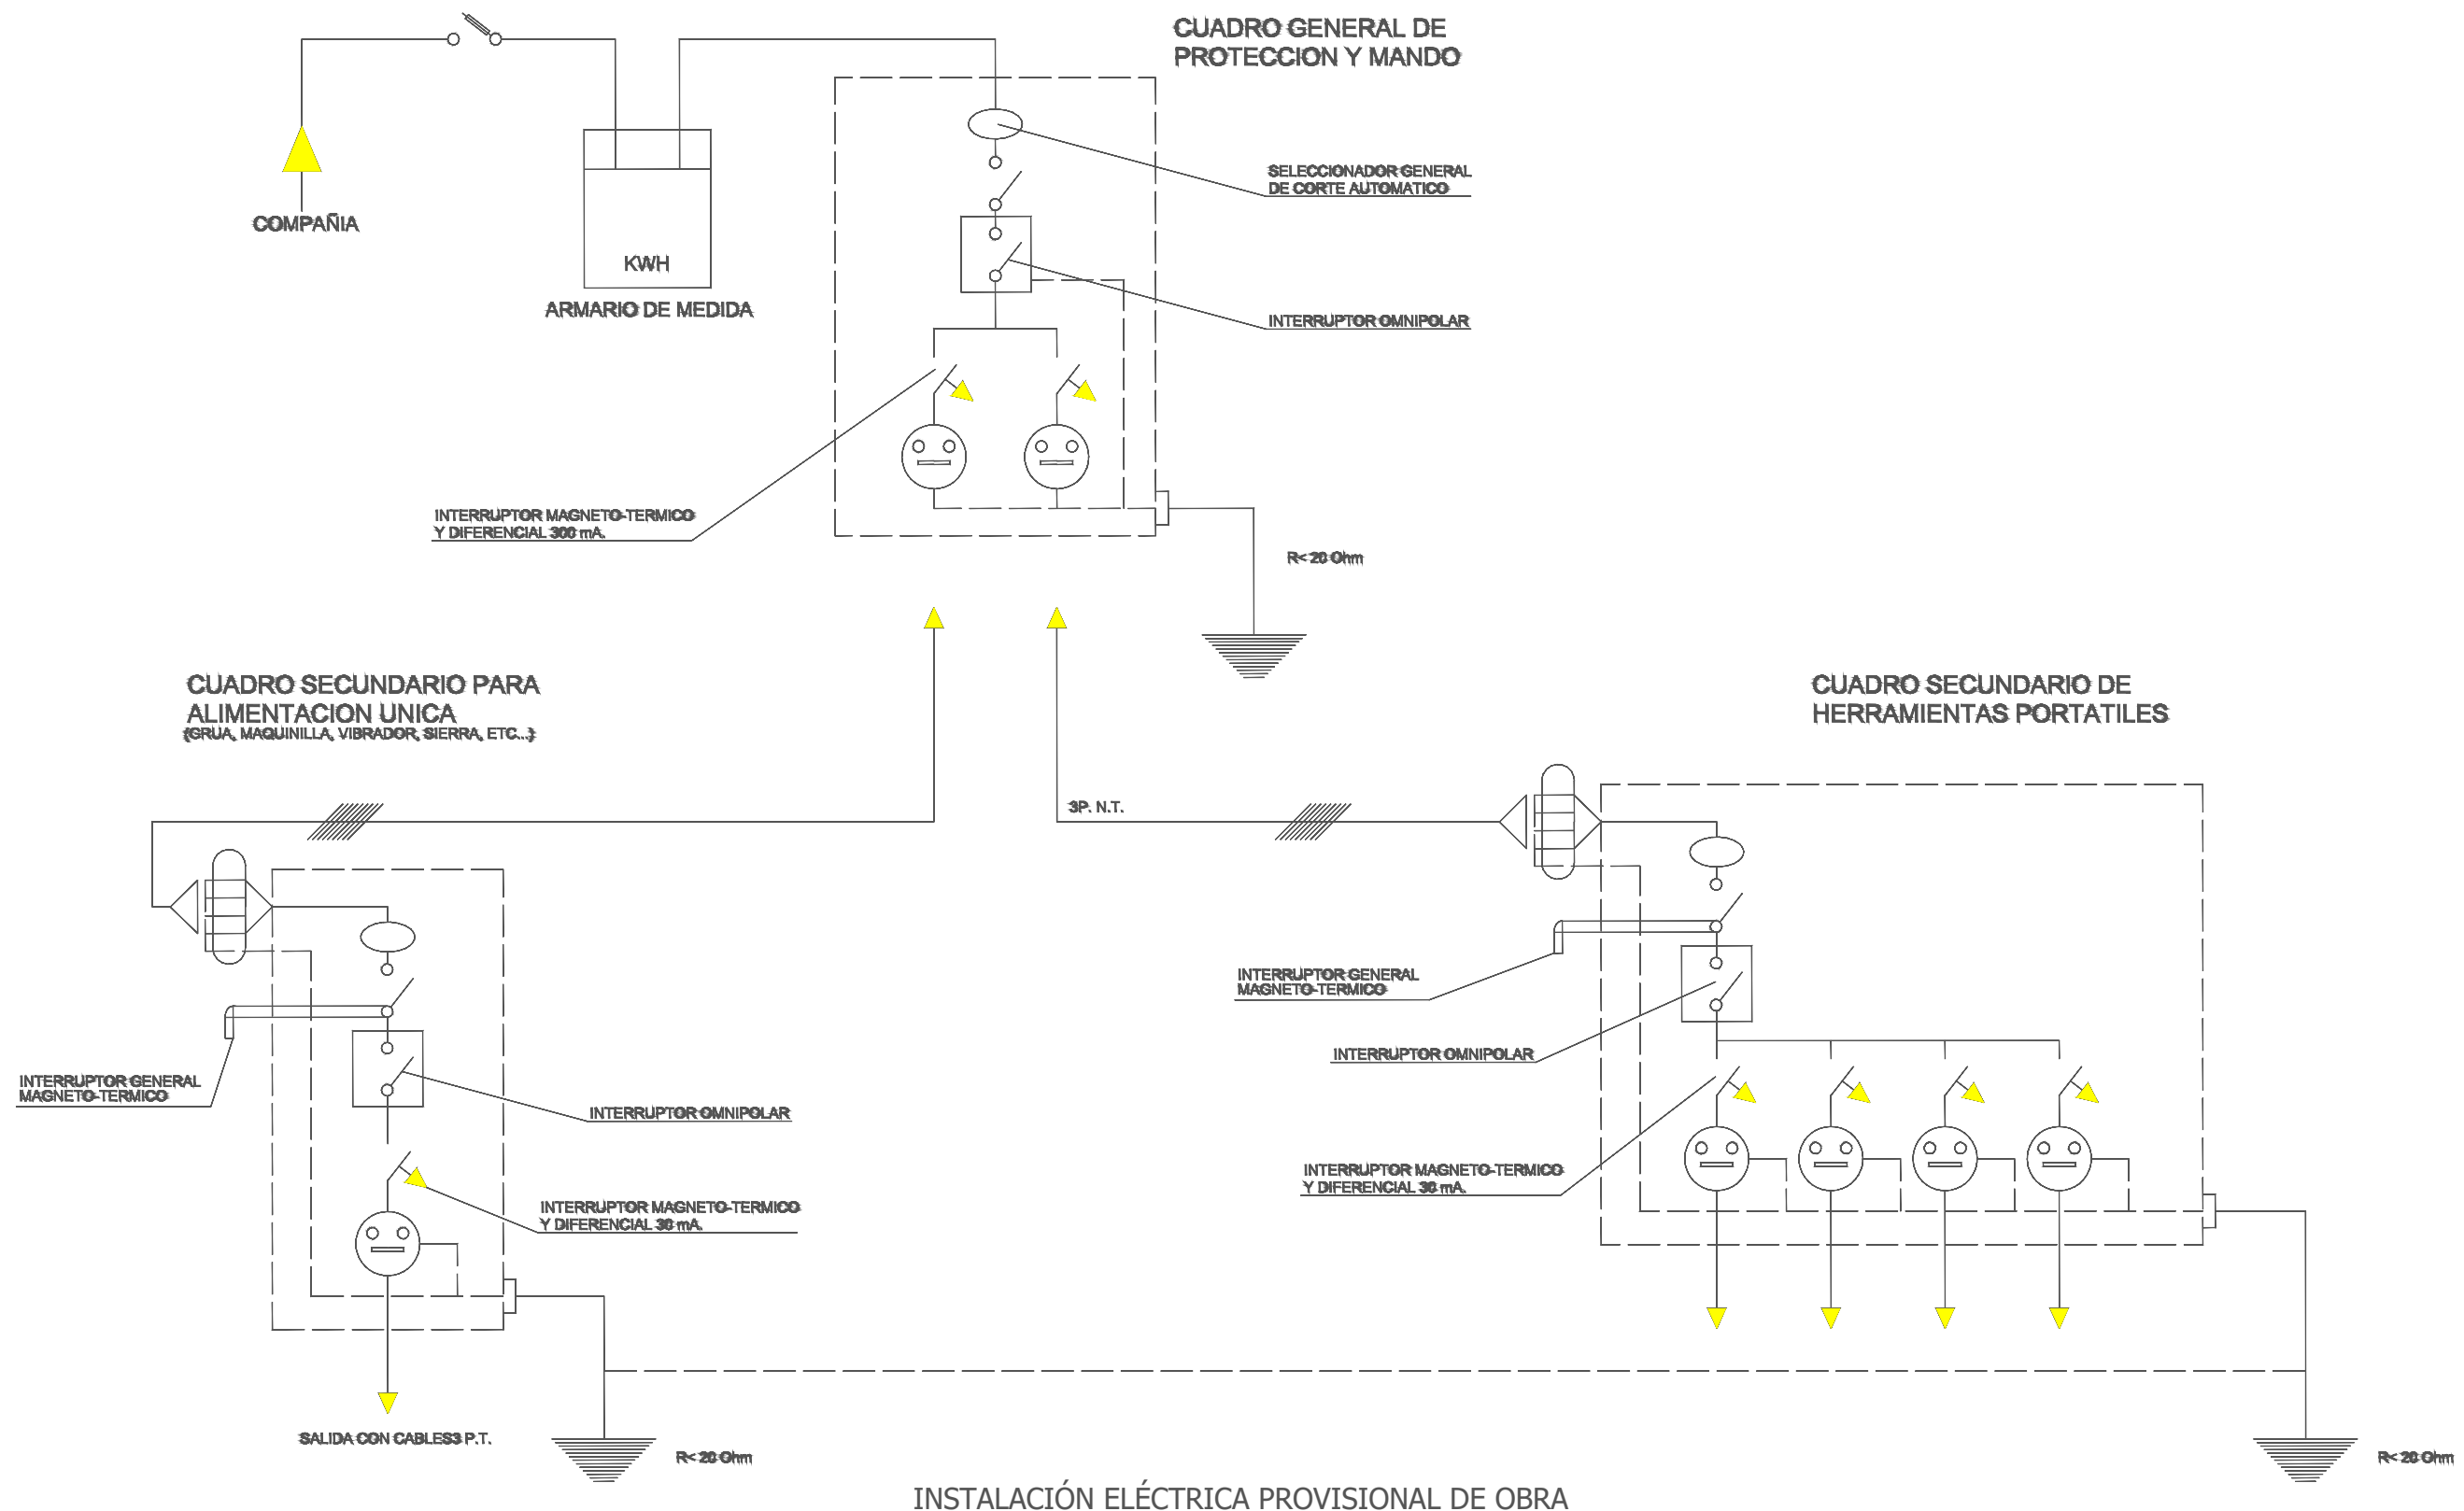 CUADRO GENERAL DE
PROTECCION Y MANDO
SELECCIONADOR GENERAL
DE CORTE AUTOMATICO
COMPAÑIA
KWH
ARMARIO DE MEDIDA
INTERRUPTOR OMNIPOLAR
INTERRUPTOR MAGNETO-TERMICO
Y DIFERENCIAL 300 mA.
R< 20 Ohm
CUADRO SECUNDARIO PARA
ALIMENTACION UNICA
(GRUA, MAQUINILLA, VIBRADOR, SIERRA, ETC...)
CUADRO SECUNDARIO DE
HERRAMIENTAS PORTATILES
3P. N.T.
INTERRUPTOR GENERAL
MAGNETO-TERMICO
INTERRUPTOR OMNIPOLAR
INTERRUPTOR GENERAL
MAGNETO-TERMICO
INTERRUPTOR OMNIPOLAR
INTERRUPTOR MAGNETO-TERMICO
Y DIFERENCIAL 30 mA.
INTERRUPTOR MAGNETO-TERMICO
Y DIFERENCIAL 30 mA.
SALIDA CON CABLES3 P.T.
R< 20 Ohm
R< 20 Ohm
INSTALACIÓN ELÉCTRICA PROVISIONAL DE OBRA